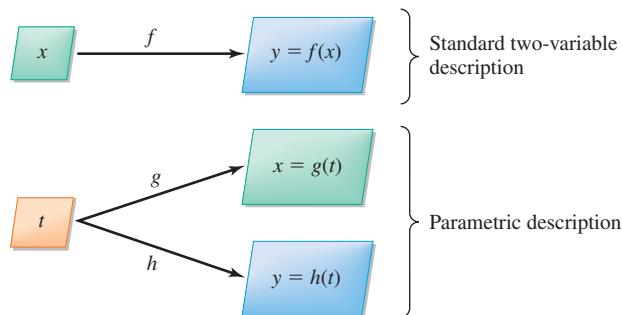 f
x
y = f(x)
Standard two-variable
description
g
x = g(t)
t
Parametric description
h
y = h(t)